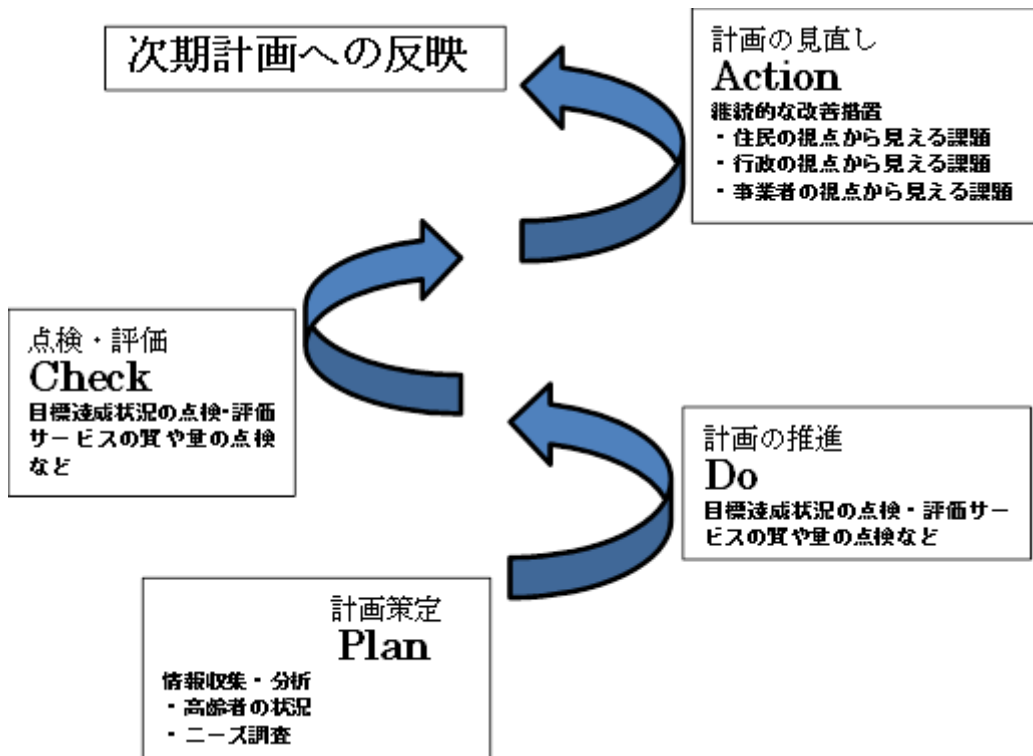 次期計画への反映
計画の見直し
Action
継続的な改善措置
・住民の視点から見える課題
・行政の視点から見える課題
・事業者の視点から見える課題
点検・評価
Check
目標達成状況の点検・評価
サービスの質や量の点検
など
計画の推進
Do
目標達成状況の点検・評価サー
ビスの質や量の点検など
計画策定
Plan
情報収集・分析
・高齢者の状況
・ニーズ調査